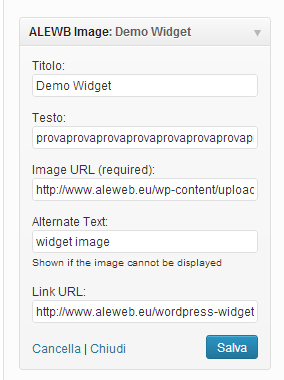 ALEWB Image: Demo Widget
Titolo:
Demo Widget
Testo:
provaprovaprovaprovaprovaprovaprovap
Image URL (required):
http://www.aleweb.eu/wp-content/upload
Alternate Text:
widget image
Shown if the image cannot be displayed
Link URL:
http://www.aleweb.eu/wordpress-widget
Cancella | Chiudi
Salva